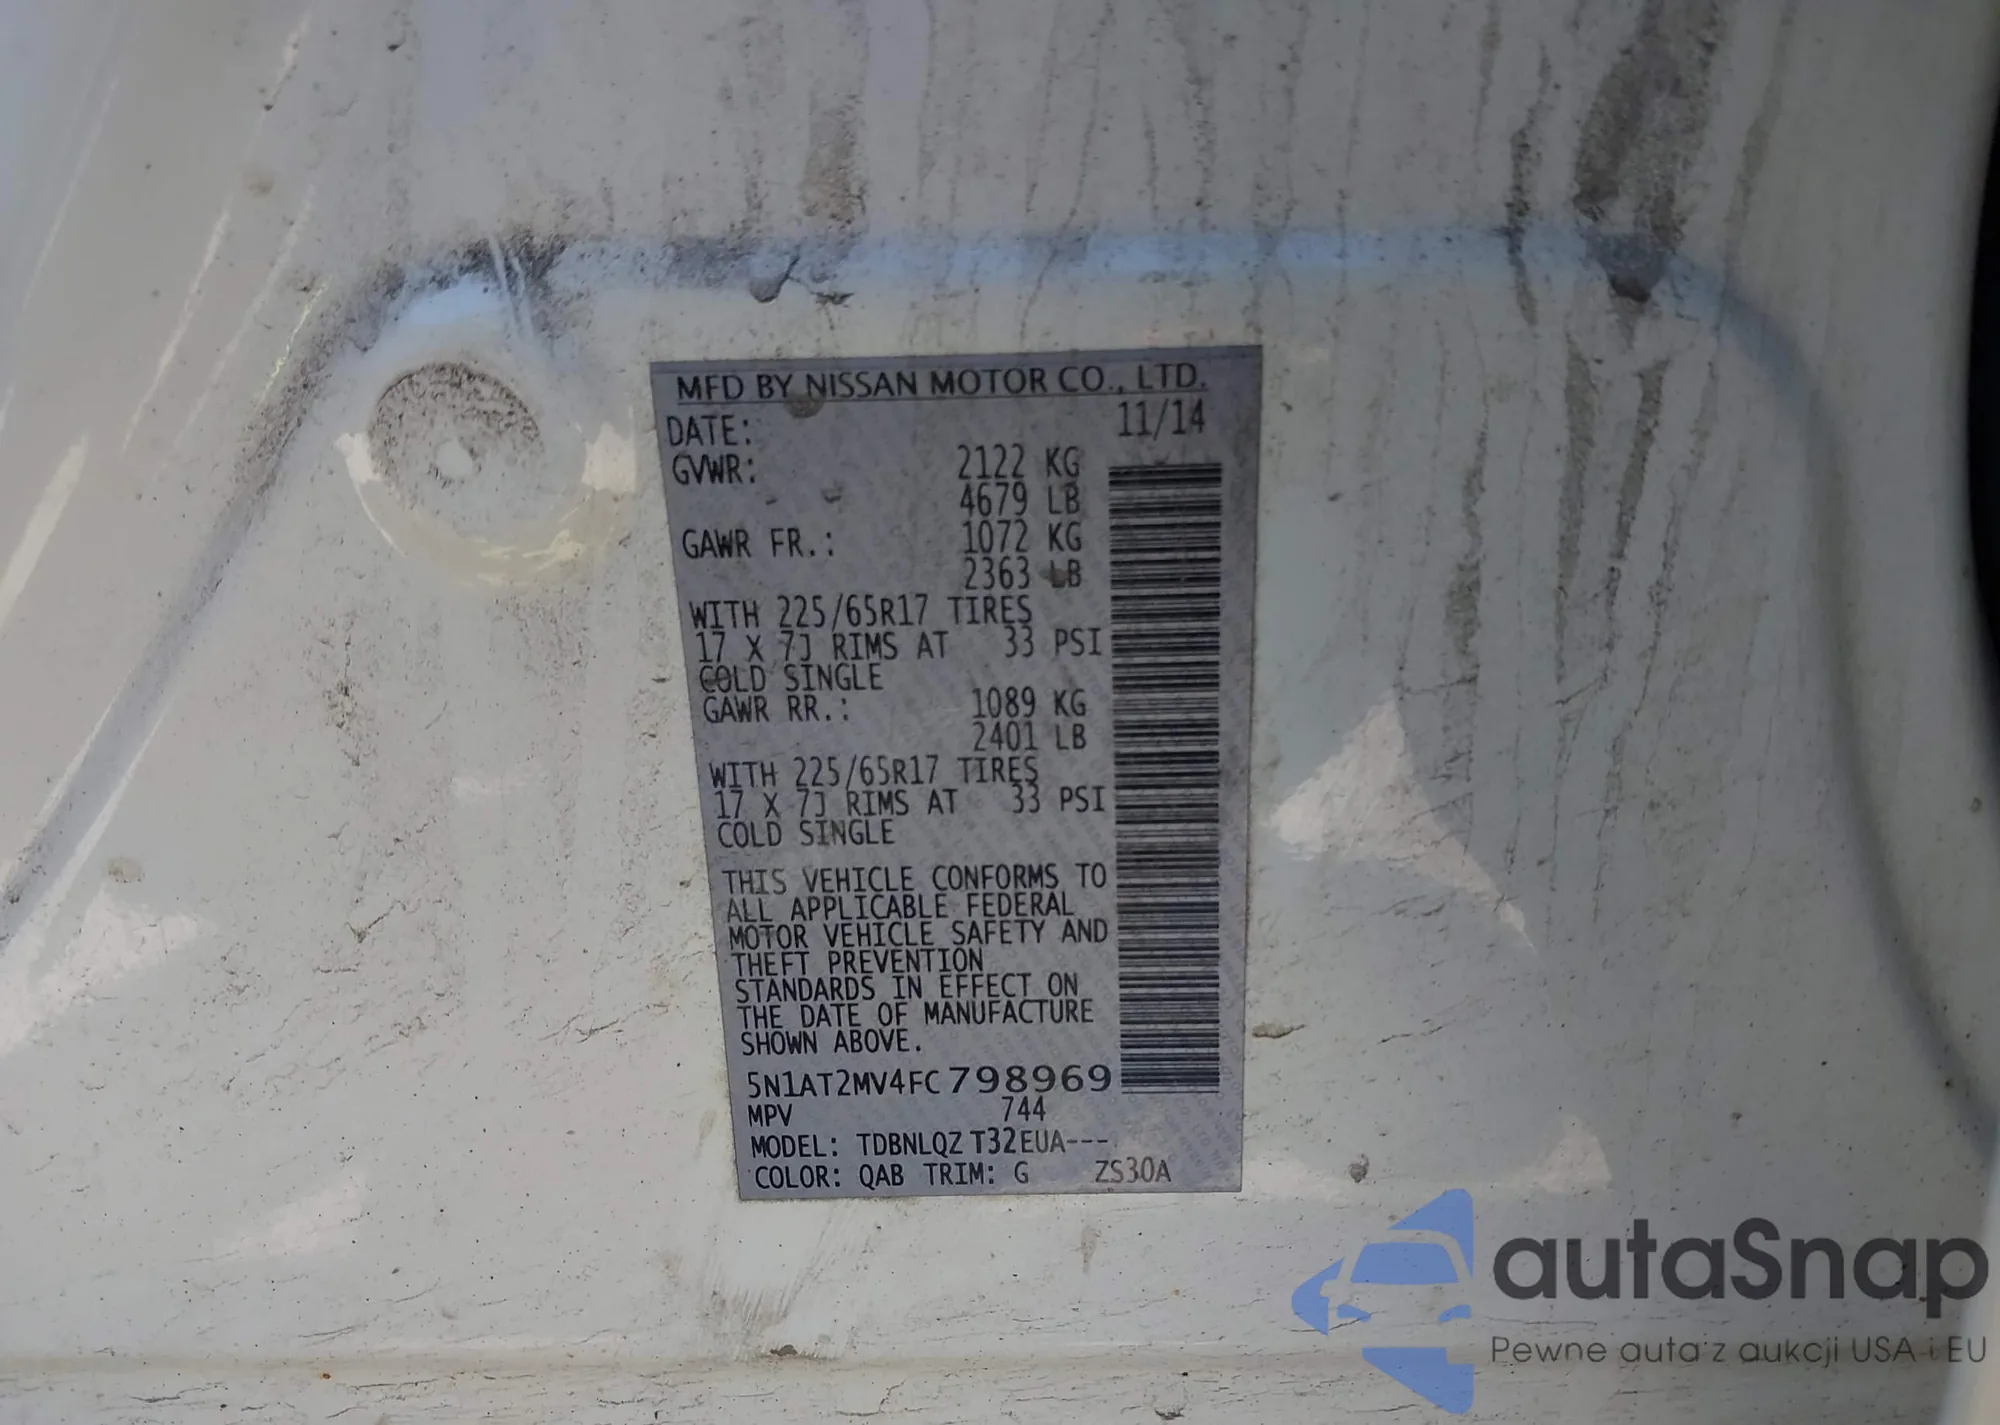 MFD BY NISSAN MOTOR CO., LTD.
DATE: 11/14
GVWR: 2122 KG
4679 LB
GAWR FR.: 1072 KG
2363 LB
WITH 225/65R17 TIRES
17 X 7J RIMS AT 33 PSI
COLD SINGLE
GAWR RR.: 1089 KG
2401 LB
WITH 225/65R17 TIRES
17 X 7J RIMS AT 33 PSI
COLD SINGLE
THIS VEHICLE CONFORMS TO
ALL APPLICABLE FEDERAL
MOTOR VEHICLE SAFETY AND
THEFT PREVENTION
STANDARDS IN EFFECT ON
THE DATE OF MANUFACTURE
SHOWN ABOVE.
5N1AT2MV4FC798969
MPV 744
MODEL: TDBNLQZ T32EUA---
COLOR: QAB TRIM: G ZS30A
autaSnap
Pewne auta z aukcji USA i EU